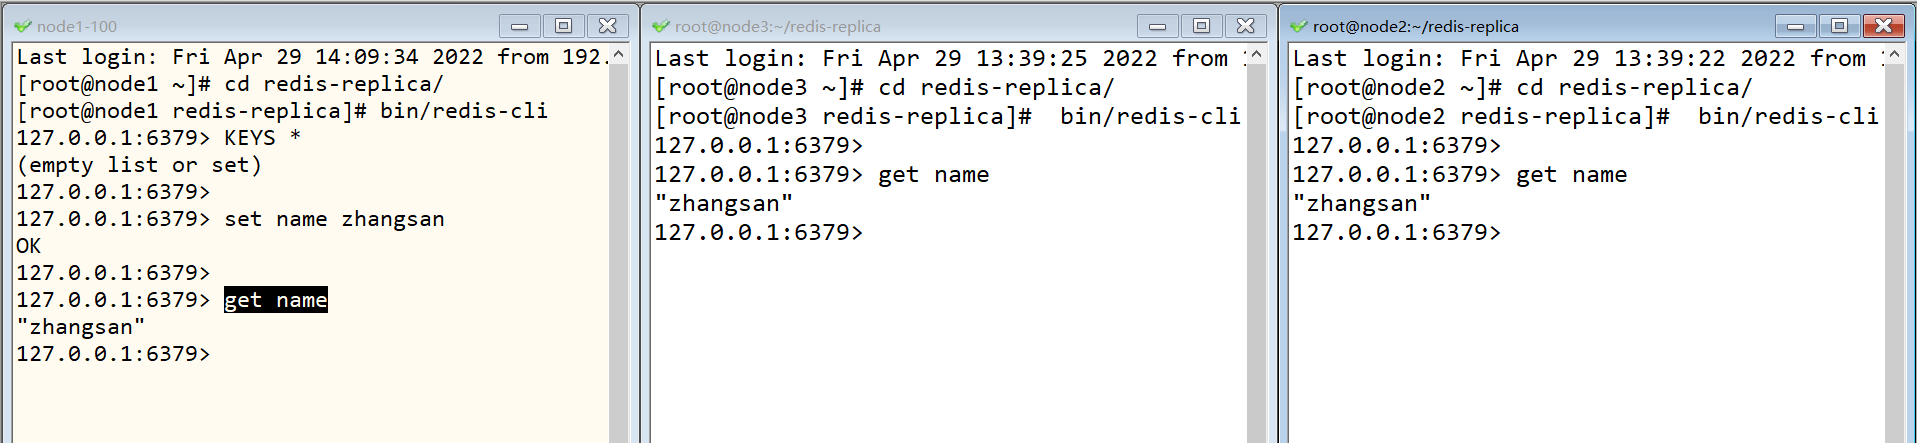 node1-100
Last login: Fri Apr 29 14:09:34 2022 from 192.
[root@node1 ~]# cd redis-replica/
[root@node1 redis-replica]# bin/redis-cli
127.0.0.1:6379> KEYS *
(empty list or set)
127.0.0.1:6379>
127.0.0.1:6379> set name zhangsan
OK
127.0.0.1:6379>
127.0.0.1:6379> get name
"zhangsan"
127.0.0.1:6379>
root@node3:~/redis-replica
Last login: Fri Apr 29 13:39:25 2022 from 1
[root@node3 ~]# cd redis-replica/
[root@node3 redis-replica]#  bin/redis-cli
127.0.0.1:6379>
127.0.0.1:6379> get name
"zhangsan"
127.0.0.1:6379>
root@node2:~/redis-replica
Last login: Fri Apr 29 13:39:22 2022 from 1
[root@node2 ~]# cd redis-replica/
[root@node2 redis-replica]#  bin/redis-cli
127.0.0.1:6379>
127.0.0.1:6379> get name
"zhangsan"
127.0.0.1:6379>